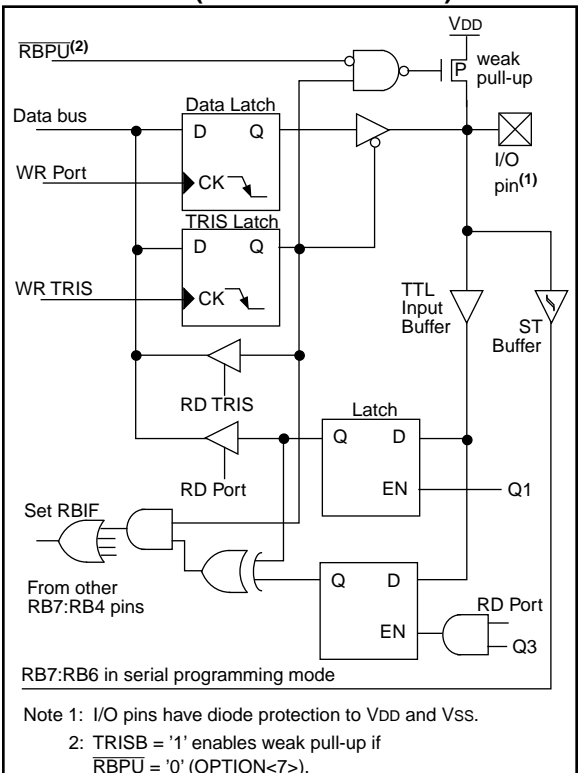 VDD
RBPU(2)
weak
pull-up
P
Data Latch
Data bus
D Q
I/O
pin(1)
WR Port
CK
TRIS Latch
D Q
WR TRIS
CK
TTL
Input
Buffer
ST
Buffer
RD TRIS
Latch
Q D
RD Port
EN
Q1
Set RBIF
From other
RB7:RB4 pins
Q D
RD Port
EN
Q3
RB7:RB6 in serial programming mode
Note 1: I/O pins have diode protection to VDD and VSS.
2: TRISB = '1' enables weak pull-up if
RBPU = '0' (OPTION<7>).